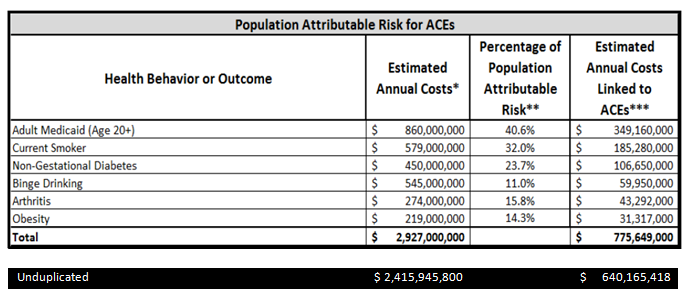 Population Attributable Risk for ACEs
Health Behavior or Outcome
Estimated
Annual Costs*
Percentage of
Population
Attributable
Risk**
Estimated
Annual Costs
Linked to
ACEs***
Adult Medicaid (Age 20+) $ 860,000,000 40.6% $ 349,160,000
Current Smoker $ 579,000,000 32.0% $ 185,280,000
Non-Gestational Diabetes $ 450,000,000 23.7% $ 106,650,000
Binge Drinking $ 545,000,000 11.0% $ 59,950,000
Arthritis $ 274,000,000 15.8% $ 43,292,000
Obesity $ 219,000,000 14.3% $ 31,317,000
Total $ 2,927,000,000 $ 775,649,000
Unduplicated $ 2,415,945,800 $ 640,165,418